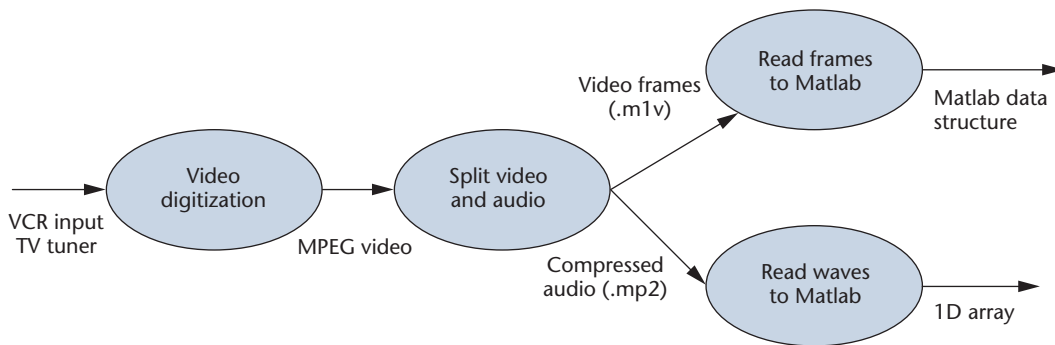 VCR input
TV tuner
Video
digitization
MPEG video
Split video
and audio
Video frames
(.m1v)
Read frames
to Matlab
Matlab data
structure
Compressed
audio (.mp2)
Read waves
to Matlab
1D array